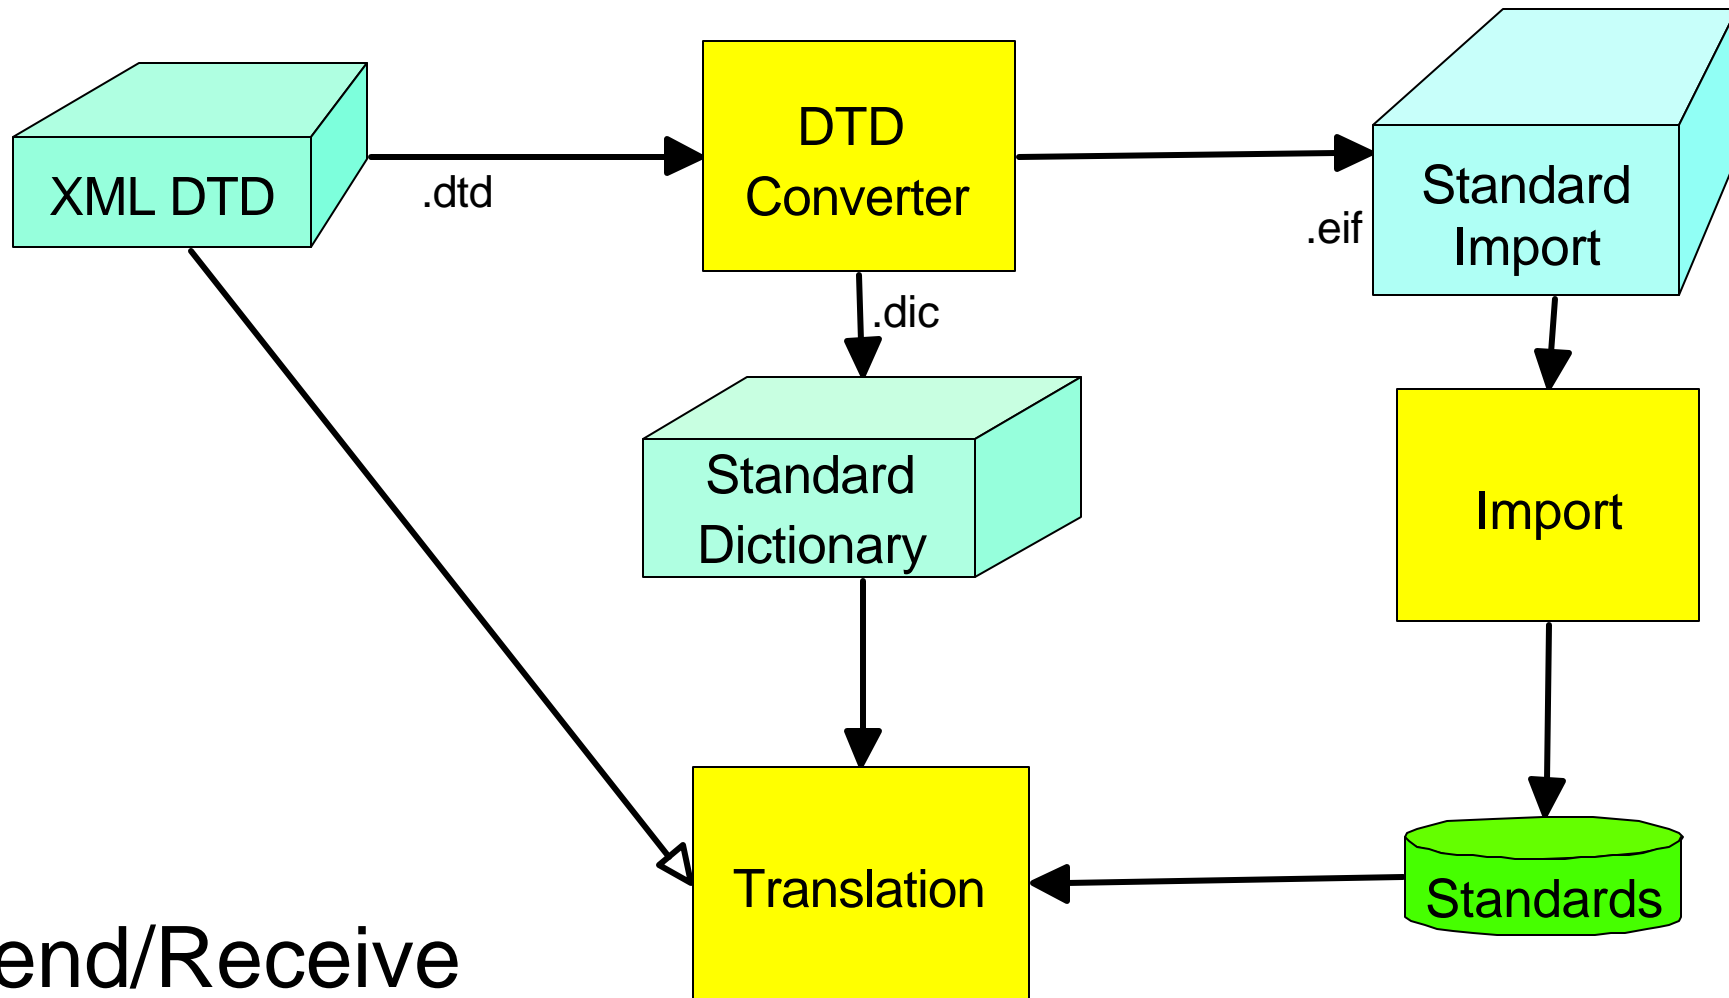 XML DTD
.dtd
DTD
Converter
.eif
Standard
Import
.dic
Standard
Dictionary
Import
Translation
Standards
end/Receive